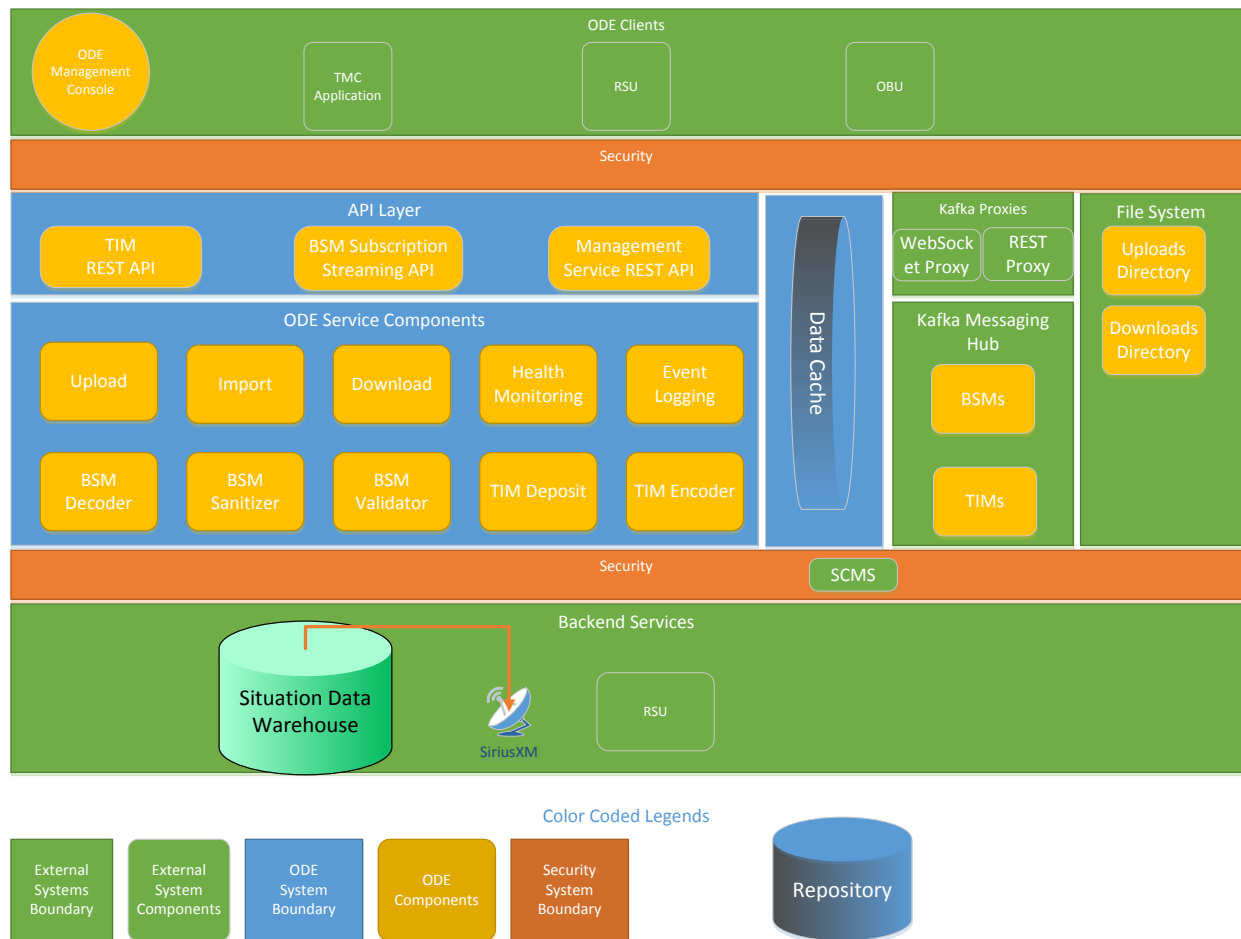 ODE Clients
ODE
Management
Console
TMC
Application
RSU
OBU
Security
API Layer
TIM
REST API
BSM Subscription
Streaming API
Management
Service REST API
Data Cache
Kafka Proxies
WebSock
et Proxy
REST
Proxy
File System
Uploads
Directory
Downloads
Directory
ODE Service Components
Upload
Import
Download
Health
Monitoring
Event
Logging
BSM
Decoder
BSM
Sanitizer
BSM
Validator
TIM Deposit
TIM Encoder
Kafka Messaging
Hub
BSMs
TIMs
Security
SCMS
Backend Services
Situation Data
Warehouse
SiriusXM
RSU
Color Coded Legends
External
Systems
Boundary
External
System
Components
ODE
System
Boundary
ODE
Components
Security
System
Boundary
Repository